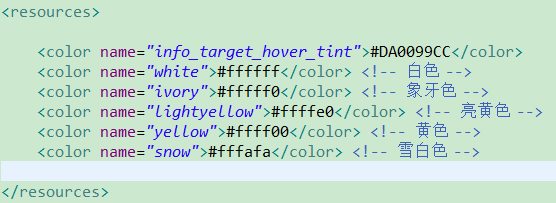 <resources>
<color name="info_target_hover_tint">#DA0099CC</color>
<color name="white">#ffffff</color> <!-- 白色 -->
<color name="ivory">#fffff0</color> <!-- 象牙色 -->
<color name="lightyellow">#ffffe0</color> <!-- 亮黄色 -->
<color name="yellow">#ffff00</color> <!-- 黄色 -->
<color name="snow">#fffafa</color> <!-- 雪白色 -->
</resources>